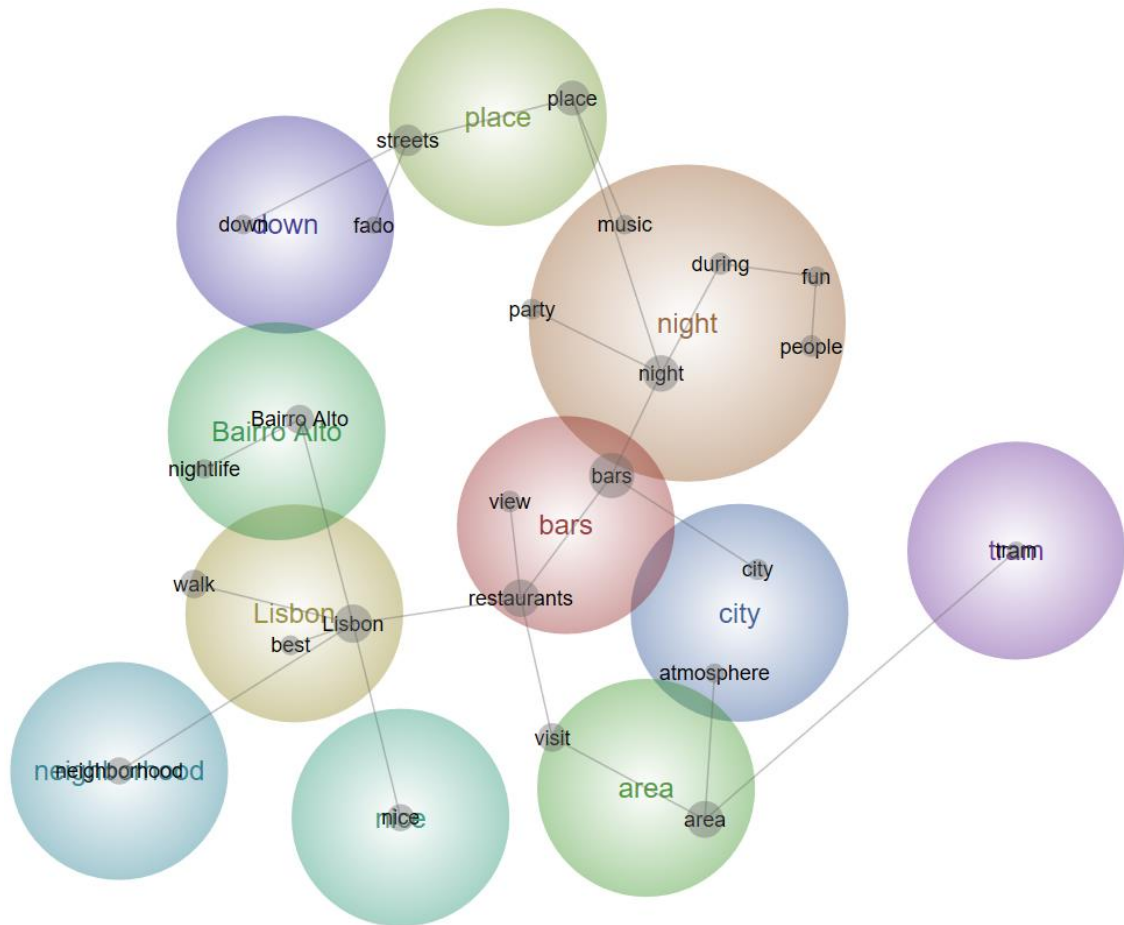 place
place
streets
down
down
fado
music
during
fun
party
night
people
night
Bairro Alto
Bairro Alto
nightlife
bars
view
bars
tram
tram
city
walk
restaurants
Lisbon
city
Lisbon
best
atmosphere
visit
neighborhood
neighborhood
area
nice
nice
area